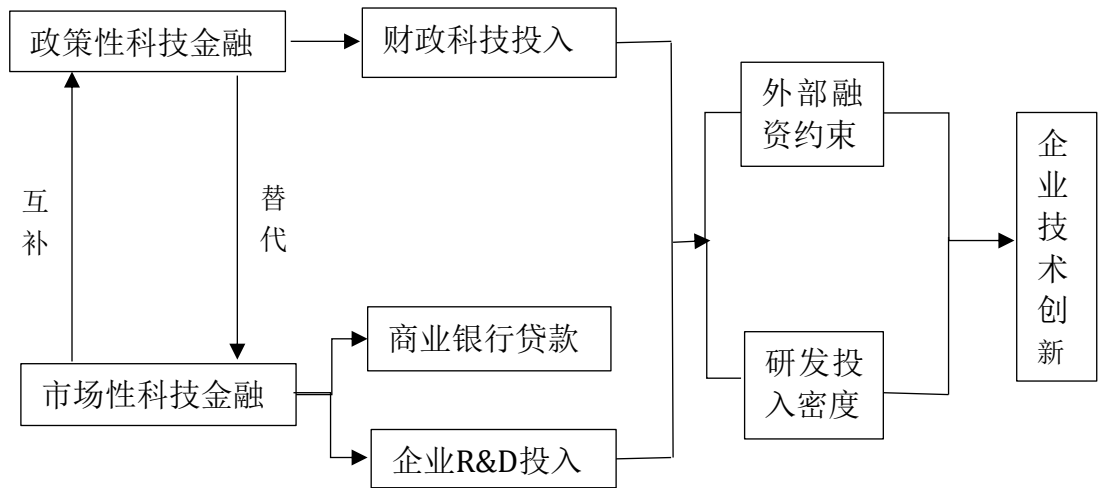 政策性科技金融
财政科技投入
外部融
资约束
互补
替代
企业技术创新
商业银行贷款
市场性科技金融
研发投
入密度
企业R&D投入